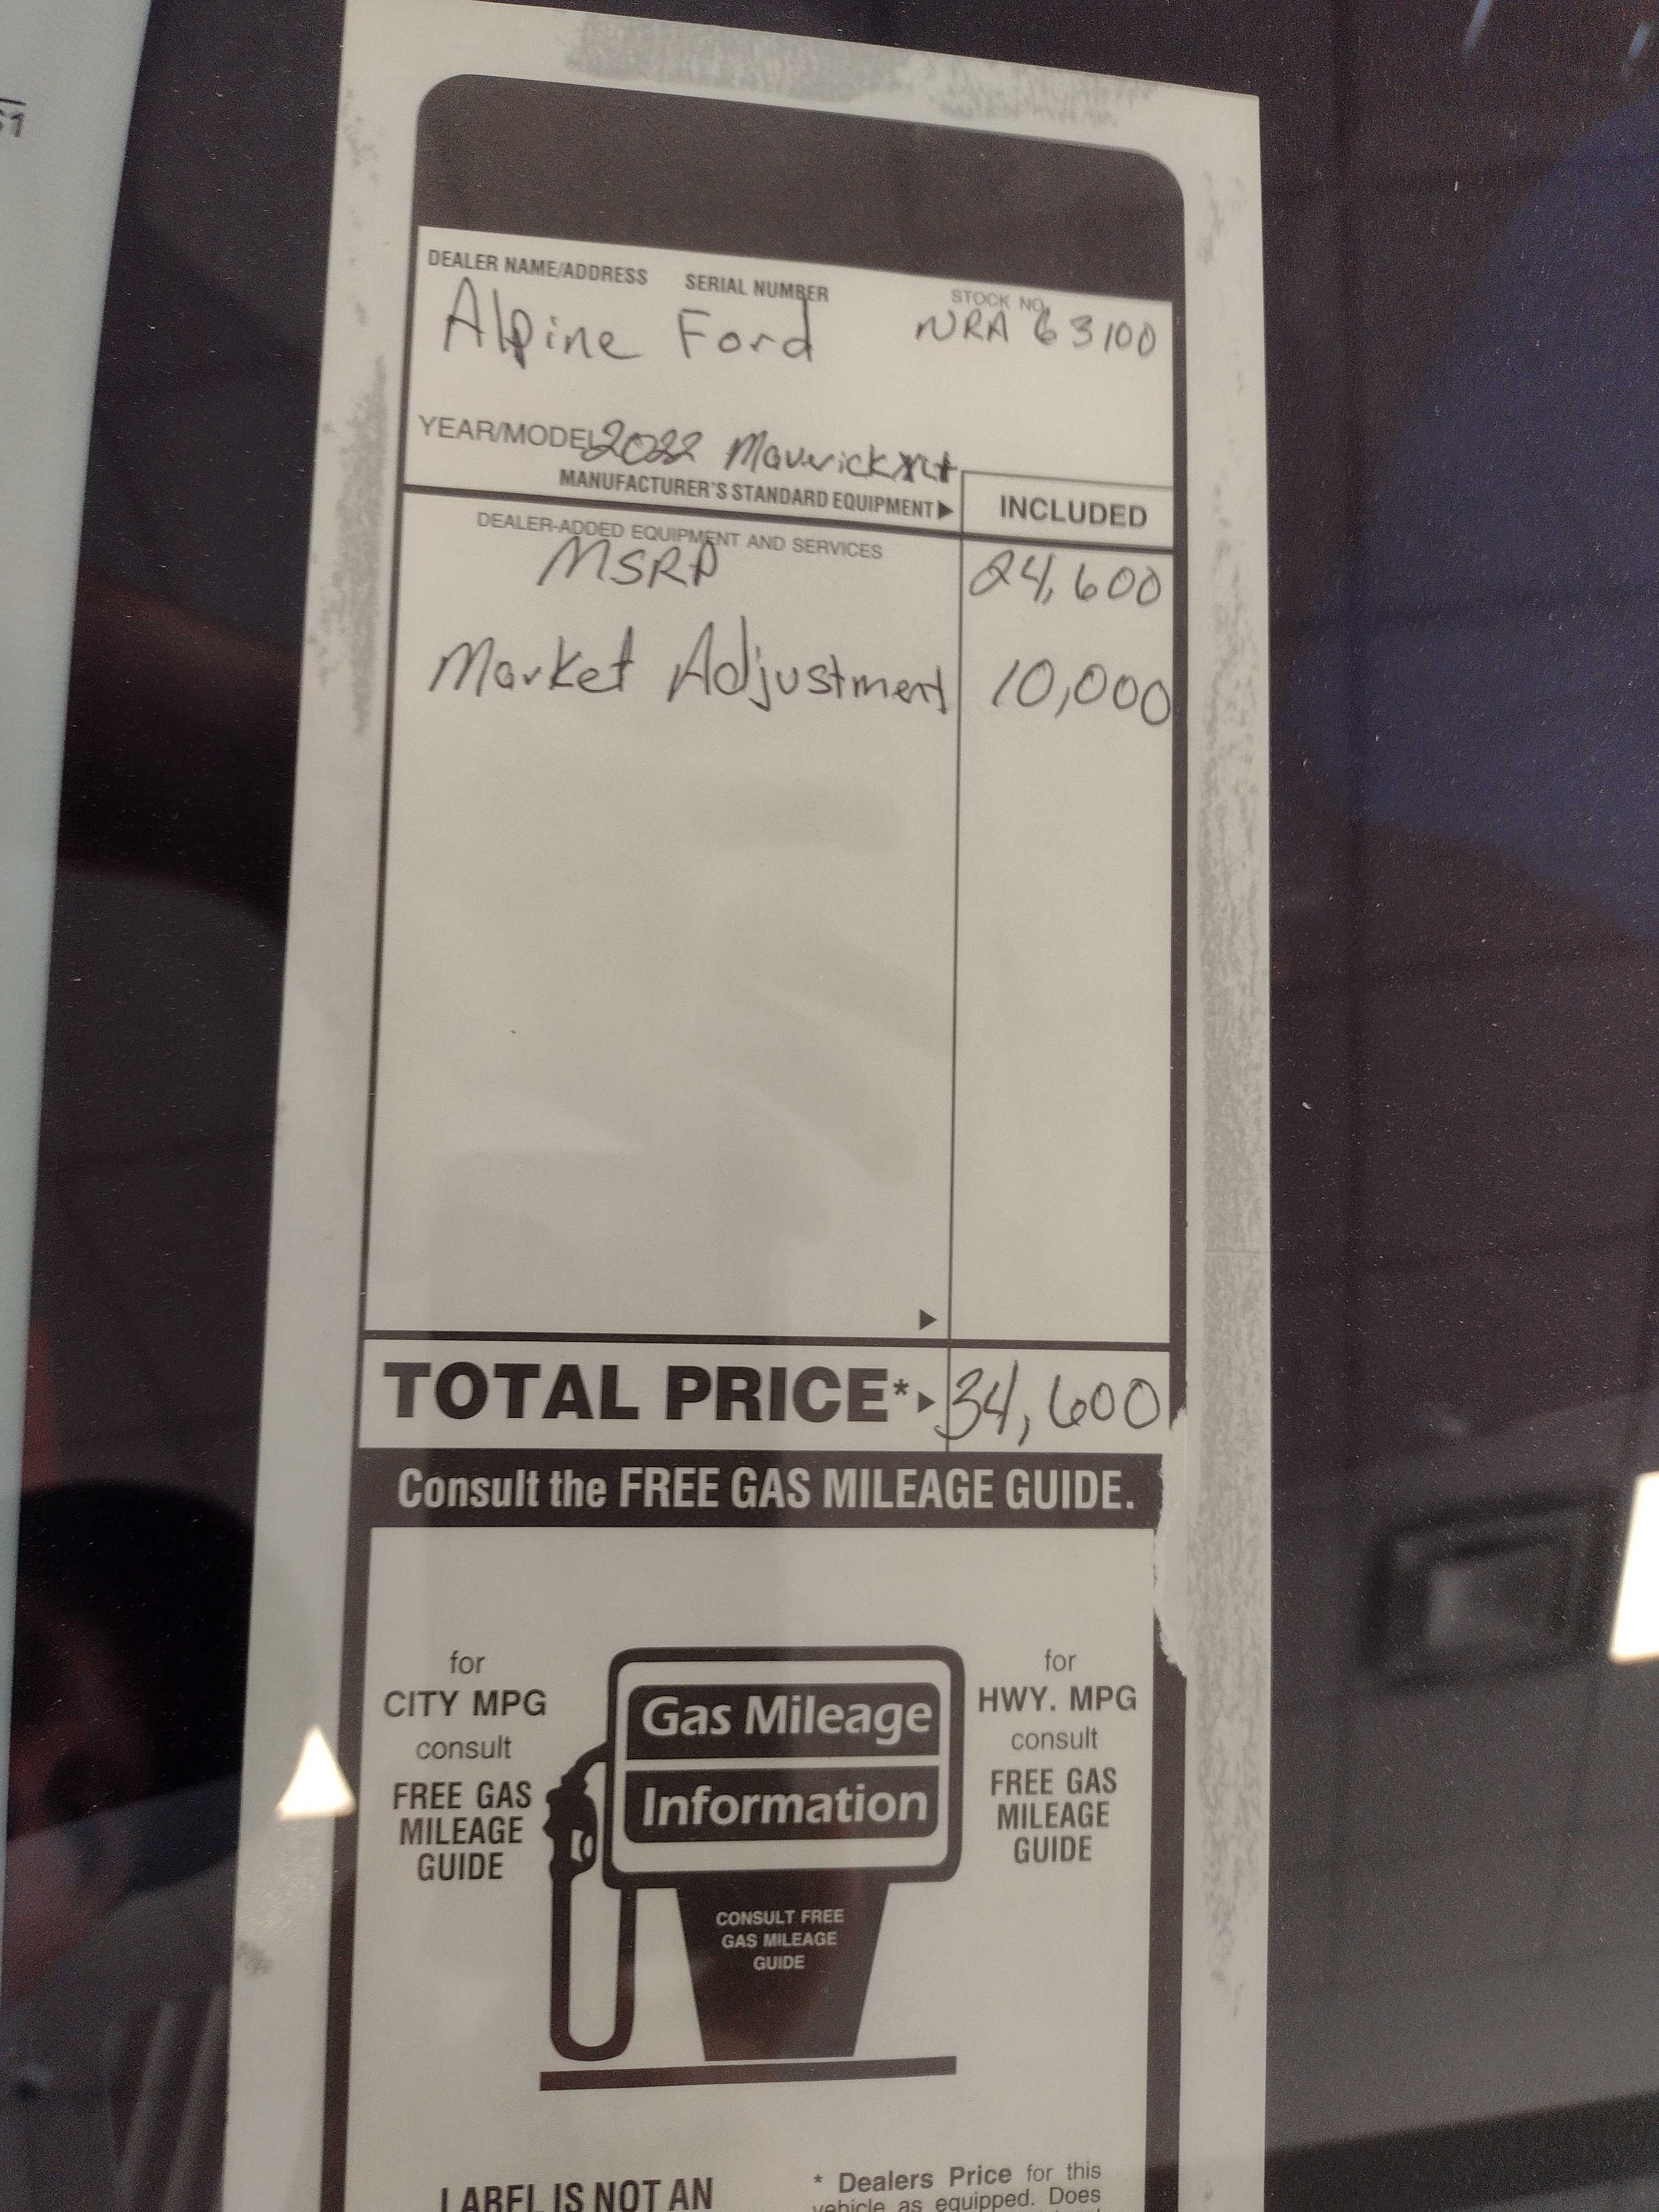 DEALER NAME/ADDRESS SERIAL NUMBER STOCK NO.
Alpine Ford NRA 63100
YEAR/MODEL 2022 Maverick xlt
MANUFACTURER'S STANDARD EQUIPMENT▶ INCLUDED
DEALER-ADDED EQUIPMENT AND SERVICES
MSRP 24,600
Market Adjustment 10,000
TOTAL PRICE* 34,600
Consult the FREE GAS MILEAGE GUIDE.
for
CITY MPG
consult
FREE GAS
MILEAGE
GUIDE
Gas Mileage
Information
CONSULT FREE
GAS MILEAGE
GUIDE
for
HWY. MPG
consult
FREE GAS
MILEAGE
GUIDE
LABEL IS NOT AN
* Dealers Price for this
vehicle as equipped. Does